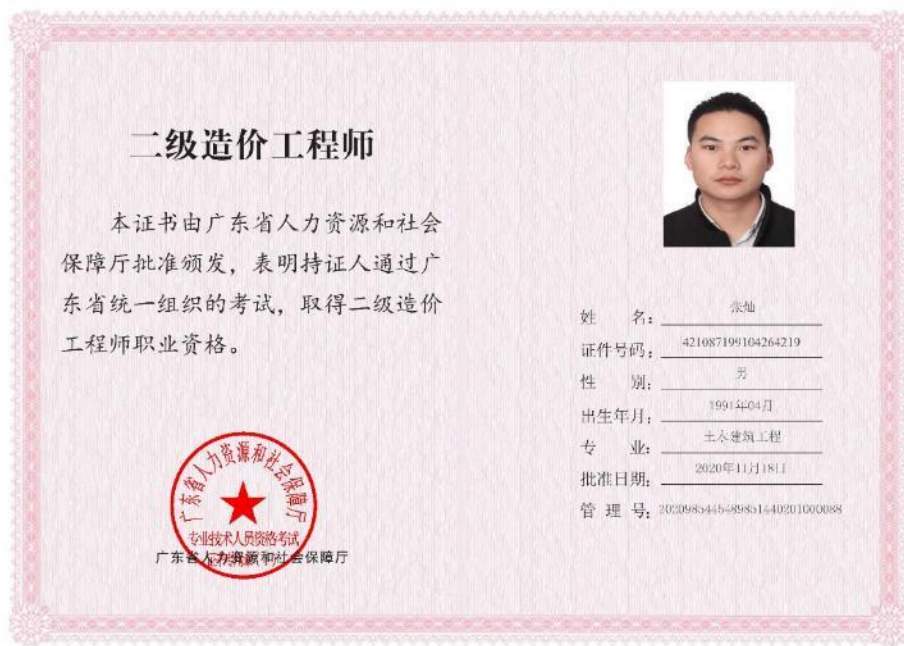 二级造价工程师
本证书由广东省人力资源和社会
保障厅批准颁发，表明持证人通过广
东省统一组织的考试，取得二级造价
工程师职业资格。
广东省人力资源和社会保障厅
专业技术人员资格考试
广东省人力资源和社会保障厅
姓 名： 张灿
证件号码： 421087199104264219
性 别： 男
出生年月： 1991年04月
专 业： 土木建筑工程
批准日期： 2020年11月18日
管 理 号：